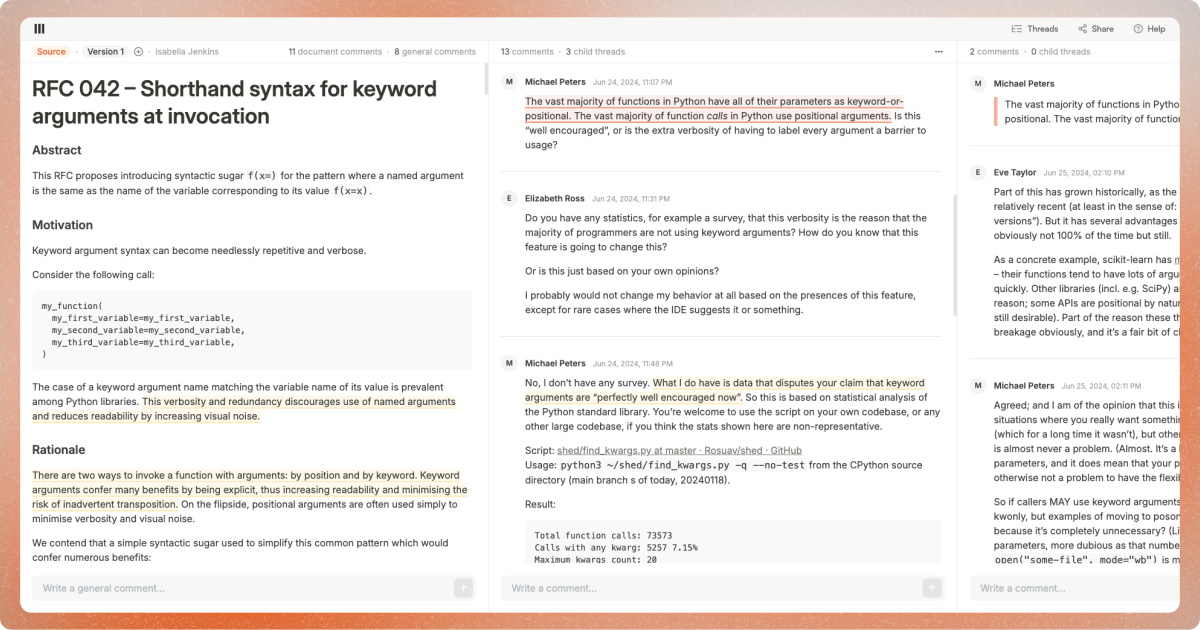 Threads
Share
Help
Source · Version 1 · Isabella Jenkins
11 document comments · 8 general comments
RFC 042 – Shorthand syntax for keyword
arguments at invocation
Abstract
This RFC proposes introducing syntactic sugar f(x=) for the pattern where a named argument
is the same as the name of the variable corresponding to its value f(x=x).
Motivation
Keyword argument syntax can become needlessly repetitive and verbose.
Consider the following call:
my_function(
my_first_variable=my_first_variable,
my_second_variable=my_second_variable,
my_third_variable=my_third_variable,
)
The case of a keyword argument name matching the variable name of its value is prevalent
among Python libraries. This verbosity and redundancy discourages use of named arguments
and reduces readability by increasing visual noise.
Rationale
There are two ways to invoke a function with arguments: by position and by keyword. Keyword
arguments confer many benefits by being explicit, thus increasing readability and minimising the
risk of inadvertent transposition. On the flipside, positional arguments are often used simply to
minimise verbosity and visual noise.
We contend that a simple syntactic sugar used to simplify this common pattern which would
confer numerous benefits:
Write a general comment...
13 comments · 3 child threads
M Michael Peters Jun 24, 2024, 11:07 PM
The vast majority of functions in Python have all of their parameters as keyword-or-
positional. The vast majority of function calls in Python use positional arguments. Is this
“well encouraged”, or is the extra verbosity of having to label every argument a barrier to
usage?
E Elizabeth Ross Jun 24, 2024, 11:31 PM
Do you have any statistics, for example a survey, that this verbosity is the reason that the
majority of programmers are not using keyword arguments? How do you know that this
feature is going to change this?
Or is this just based on your own opinions?
I probably would not change my behavior at all based on the presences of this feature,
except for rare cases where the IDE suggests it or something.
M Michael Peters Jun 24, 2024, 11:48 PM
No, I don’t have any survey. What I do have is data that disputes your claim that keyword
arguments are “perfectly well encouraged now”. So this is based on statistical analysis of
the Python standard library. You’re welcome to use the script on your own codebase, or any
other large codebase, if you think the stats shown here are non-representative.
Script: shed/find_kwargs.py at master · Rosuav/shed · GitHub
Usage: python3 ~/shed/find_kwargs.py -q --no-test from the CPython source
directory (main branch s of today, 20240118).
Result:
Total function calls: 73573
Calls with any kwarg: 5257 7.15%
Maximum kwargs count: 20
Write a comment...
2 comments · 0 child threads
M Michael Peters
The vast majority of functions in Pytho
positional. The vast majority of function
E Eve Taylor Jun 25, 2024, 02:10 PM
Part of this has grown historically, as the
relatively recent (at least in the sense of:
versions”). But it has several advantages
obviously not 100% of the time but still.
As a concrete example, scikit-learn has
– their functions tend to have lots of argu
quickly. Other libraries (incl. e.g. SciPy) a
reason; some APIs are positional by natur
still desirable). Part of the reason these th
breakage obviously, and it’s a fair bit of c
M Michael Peters Jun 25, 2024, 02:11 PM
Agreed; and I am of the opinion that this i
situations where you really want somethin
(which for a long time it wasn’t), but othe
is almost never a problem. (Almost. It’s a
parameters, and it does mean that your p
otherwise not a problem to have the flexib
So if callers MAY use keyword arguments
kwonly, but examples of moving to poson
because it’s completely unnecessary? (Li
parameters, more dubious as that numbe
open("some-file", mode="wb") is m
Write a comment...